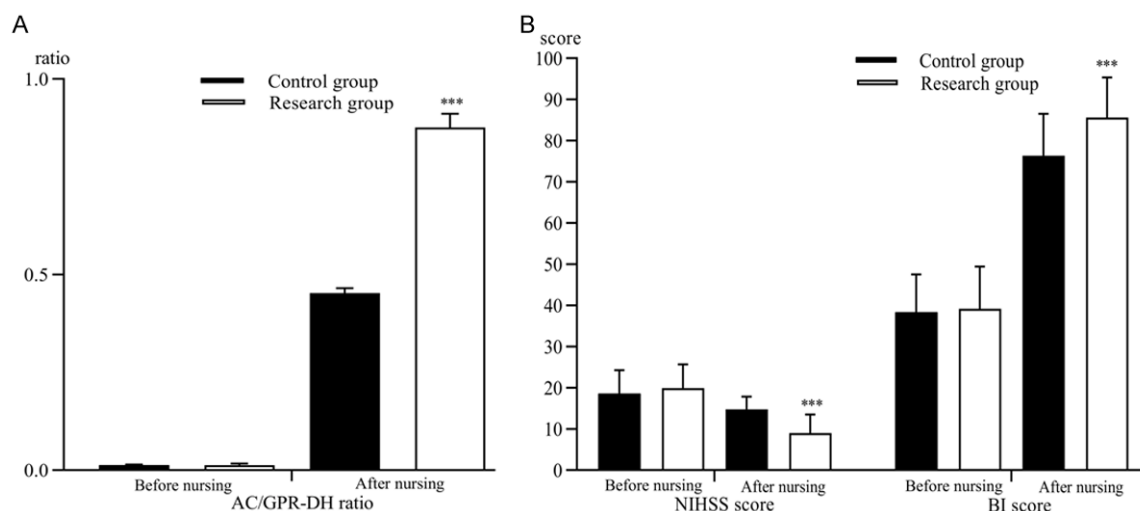 A
ratio
1.0
Control group
Research group
***
0.5
0.0
Before nursing
After nursing
AC/GPR-DH ratio
B
score
100
Control group
***
90
Research group
80
70
60
50
40
30
20
***
10
0
Before nursing
After nursing
Before nursing
After nursing
NIHSS score
BI score